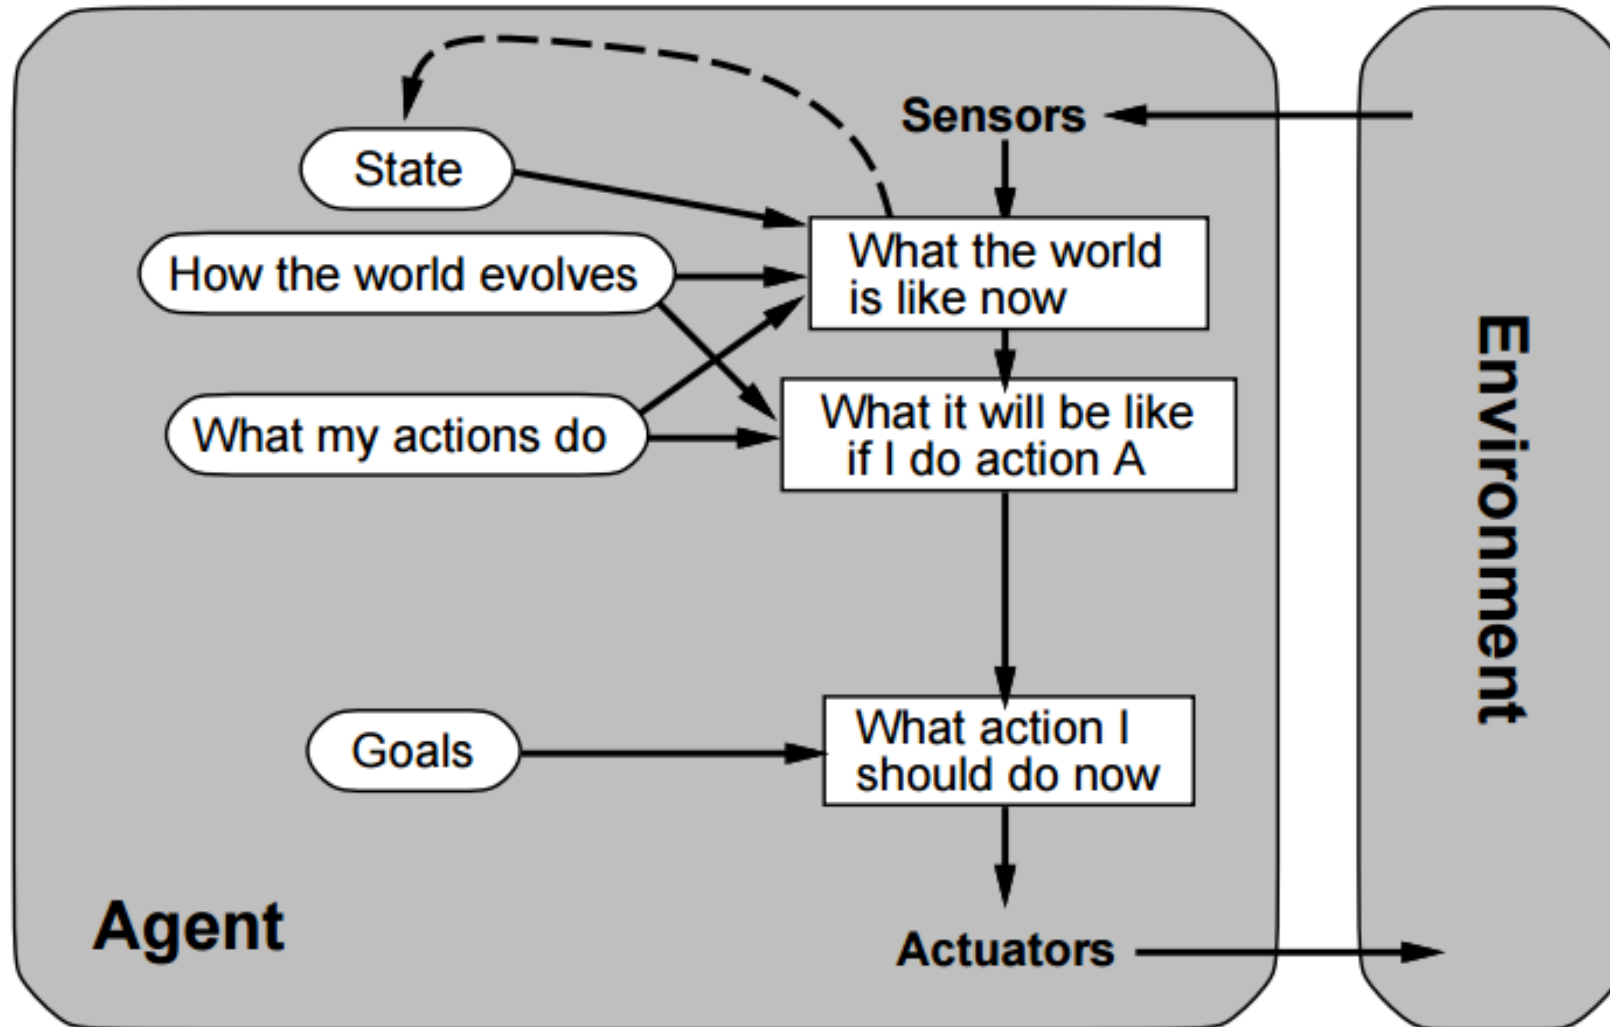 Sensors
State
What the world
is like now
How the world evolves
What it will be like
if I do action A
What my actions do
What action I
should do now
Goals
Agent
Actuators
Environment